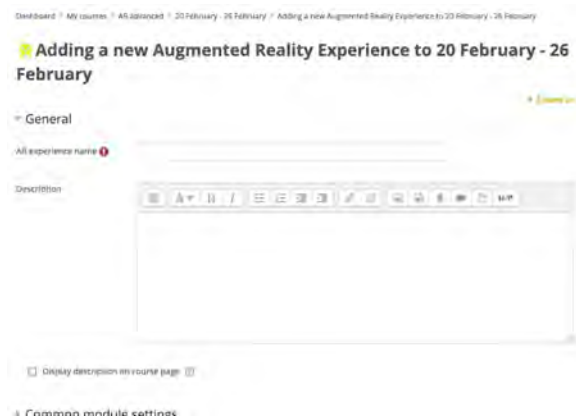 Dashboard > My courses > AR advanced > 20 February - 26 February > Adding a new Augmented Reality Experience to 20 February - 26 February
Adding a new Augmented Reality Experience to 20 February - 26
February
General
AR experience name
Description
Display description on course page
Common module settings